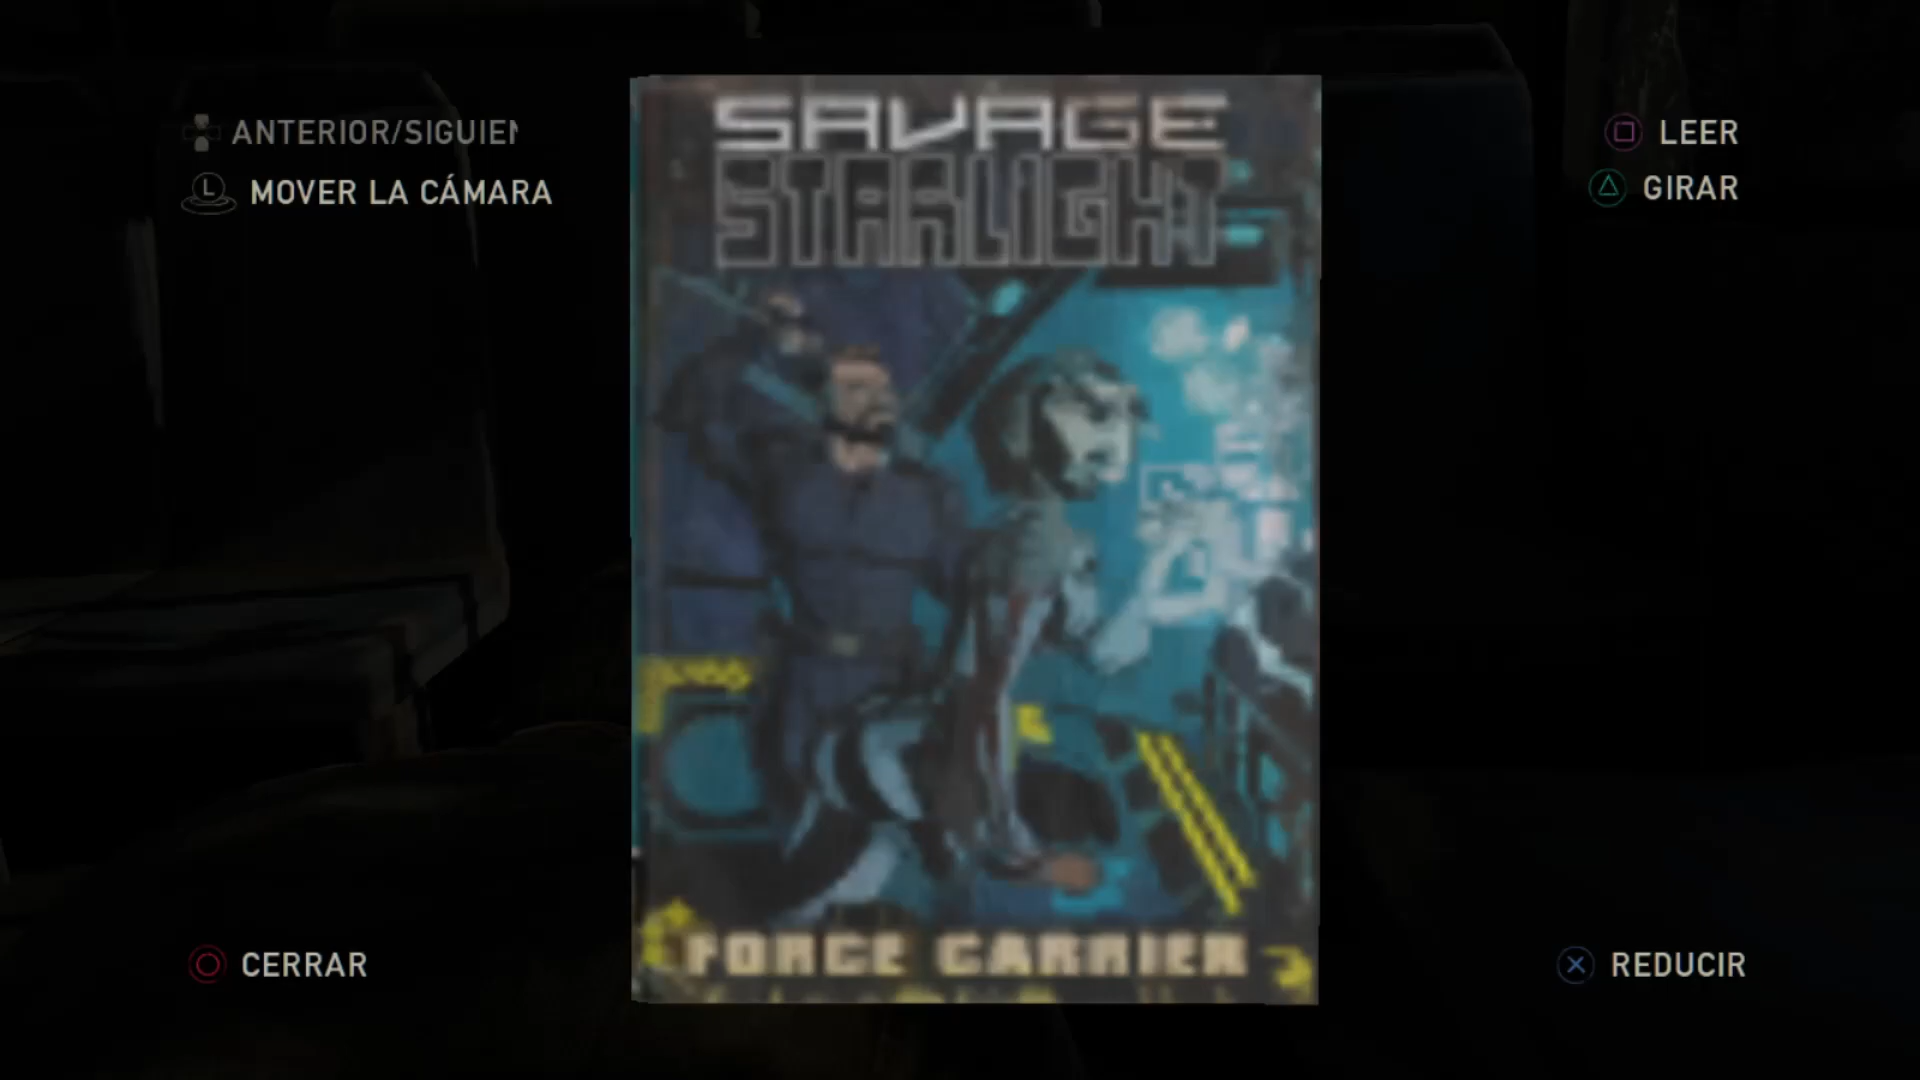 ANTERIOR/SIGUIEN
MOVER LA CÁMARA
LEER
GIRAR
SAVAGE
STARLIGHT
FORCE CARRIER
CERRAR
REDUCIR